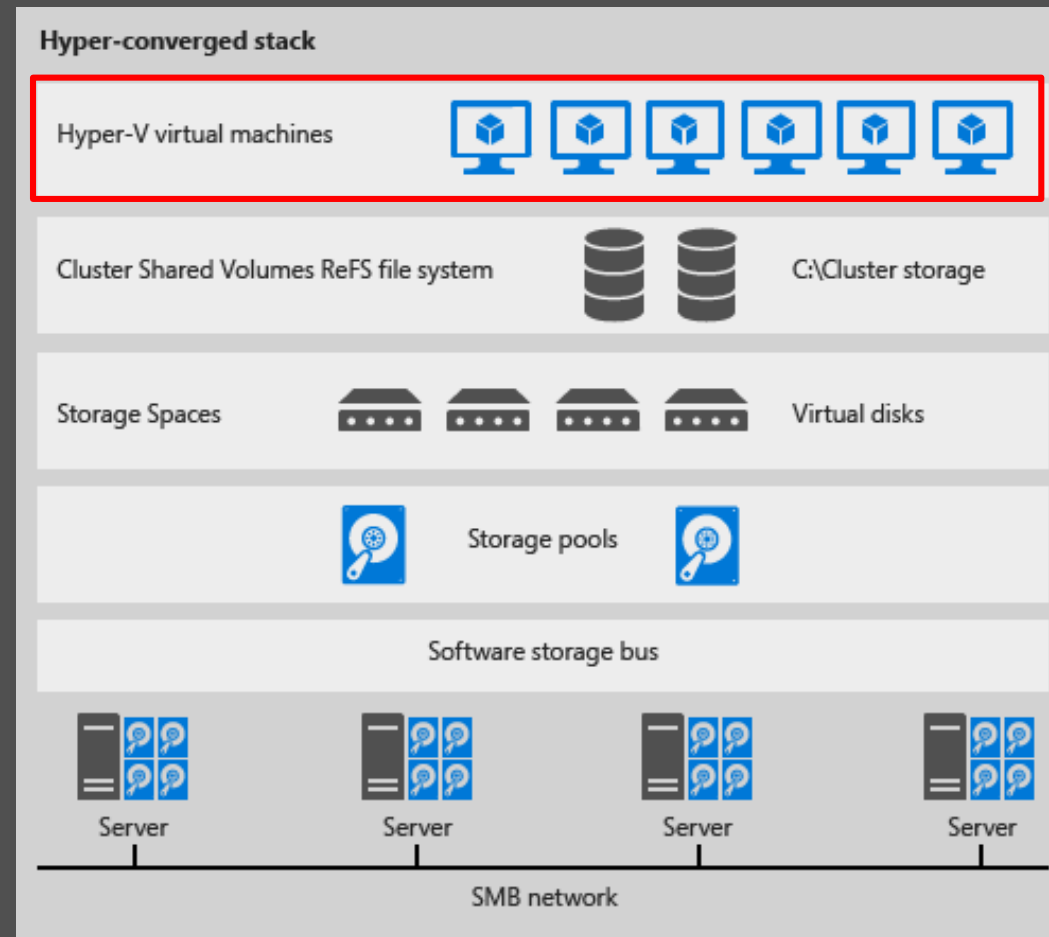 Hyper-converged stack
Hyper-V virtual machines
Cluster Shared Volumes ReFS file system C:\Cluster storage
Storage Spaces Virtual disks
Storage pools
Software storage bus
Server Server Server Server
SMB network